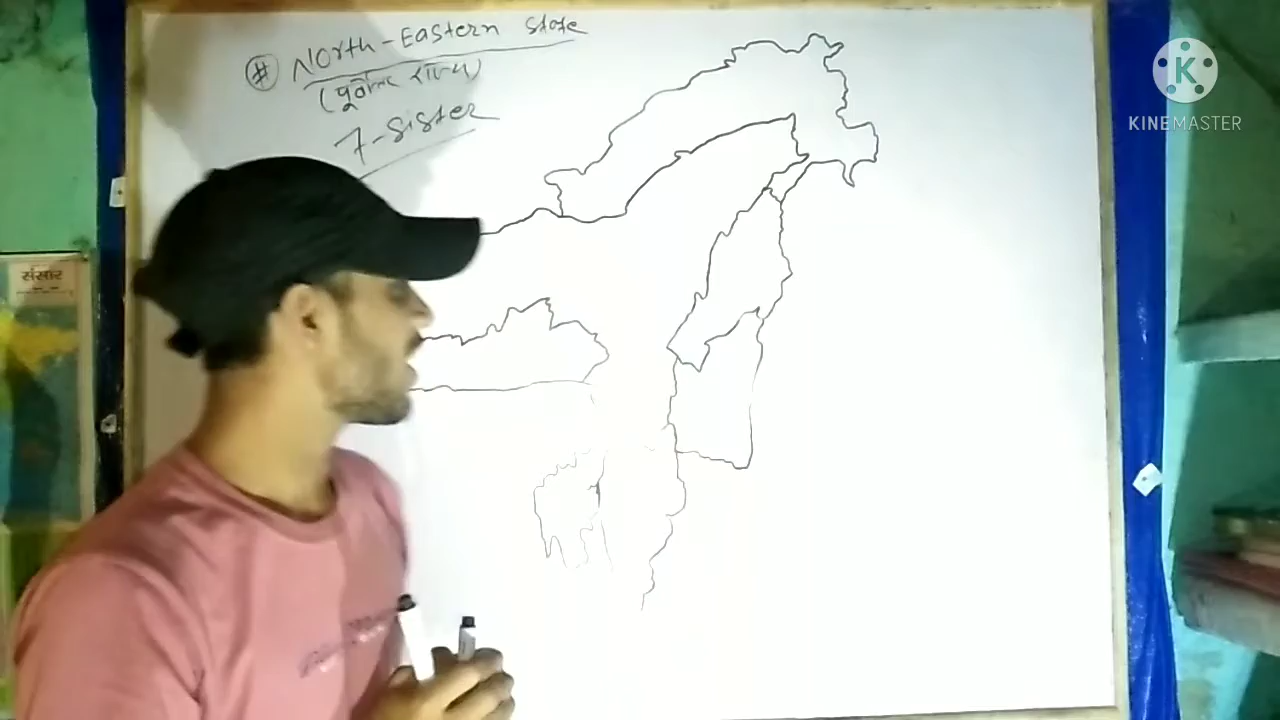 # North-Eastern State
(पूर्वोत्तर राज्य)
7-Sister
संसार
K
KINEMASTER